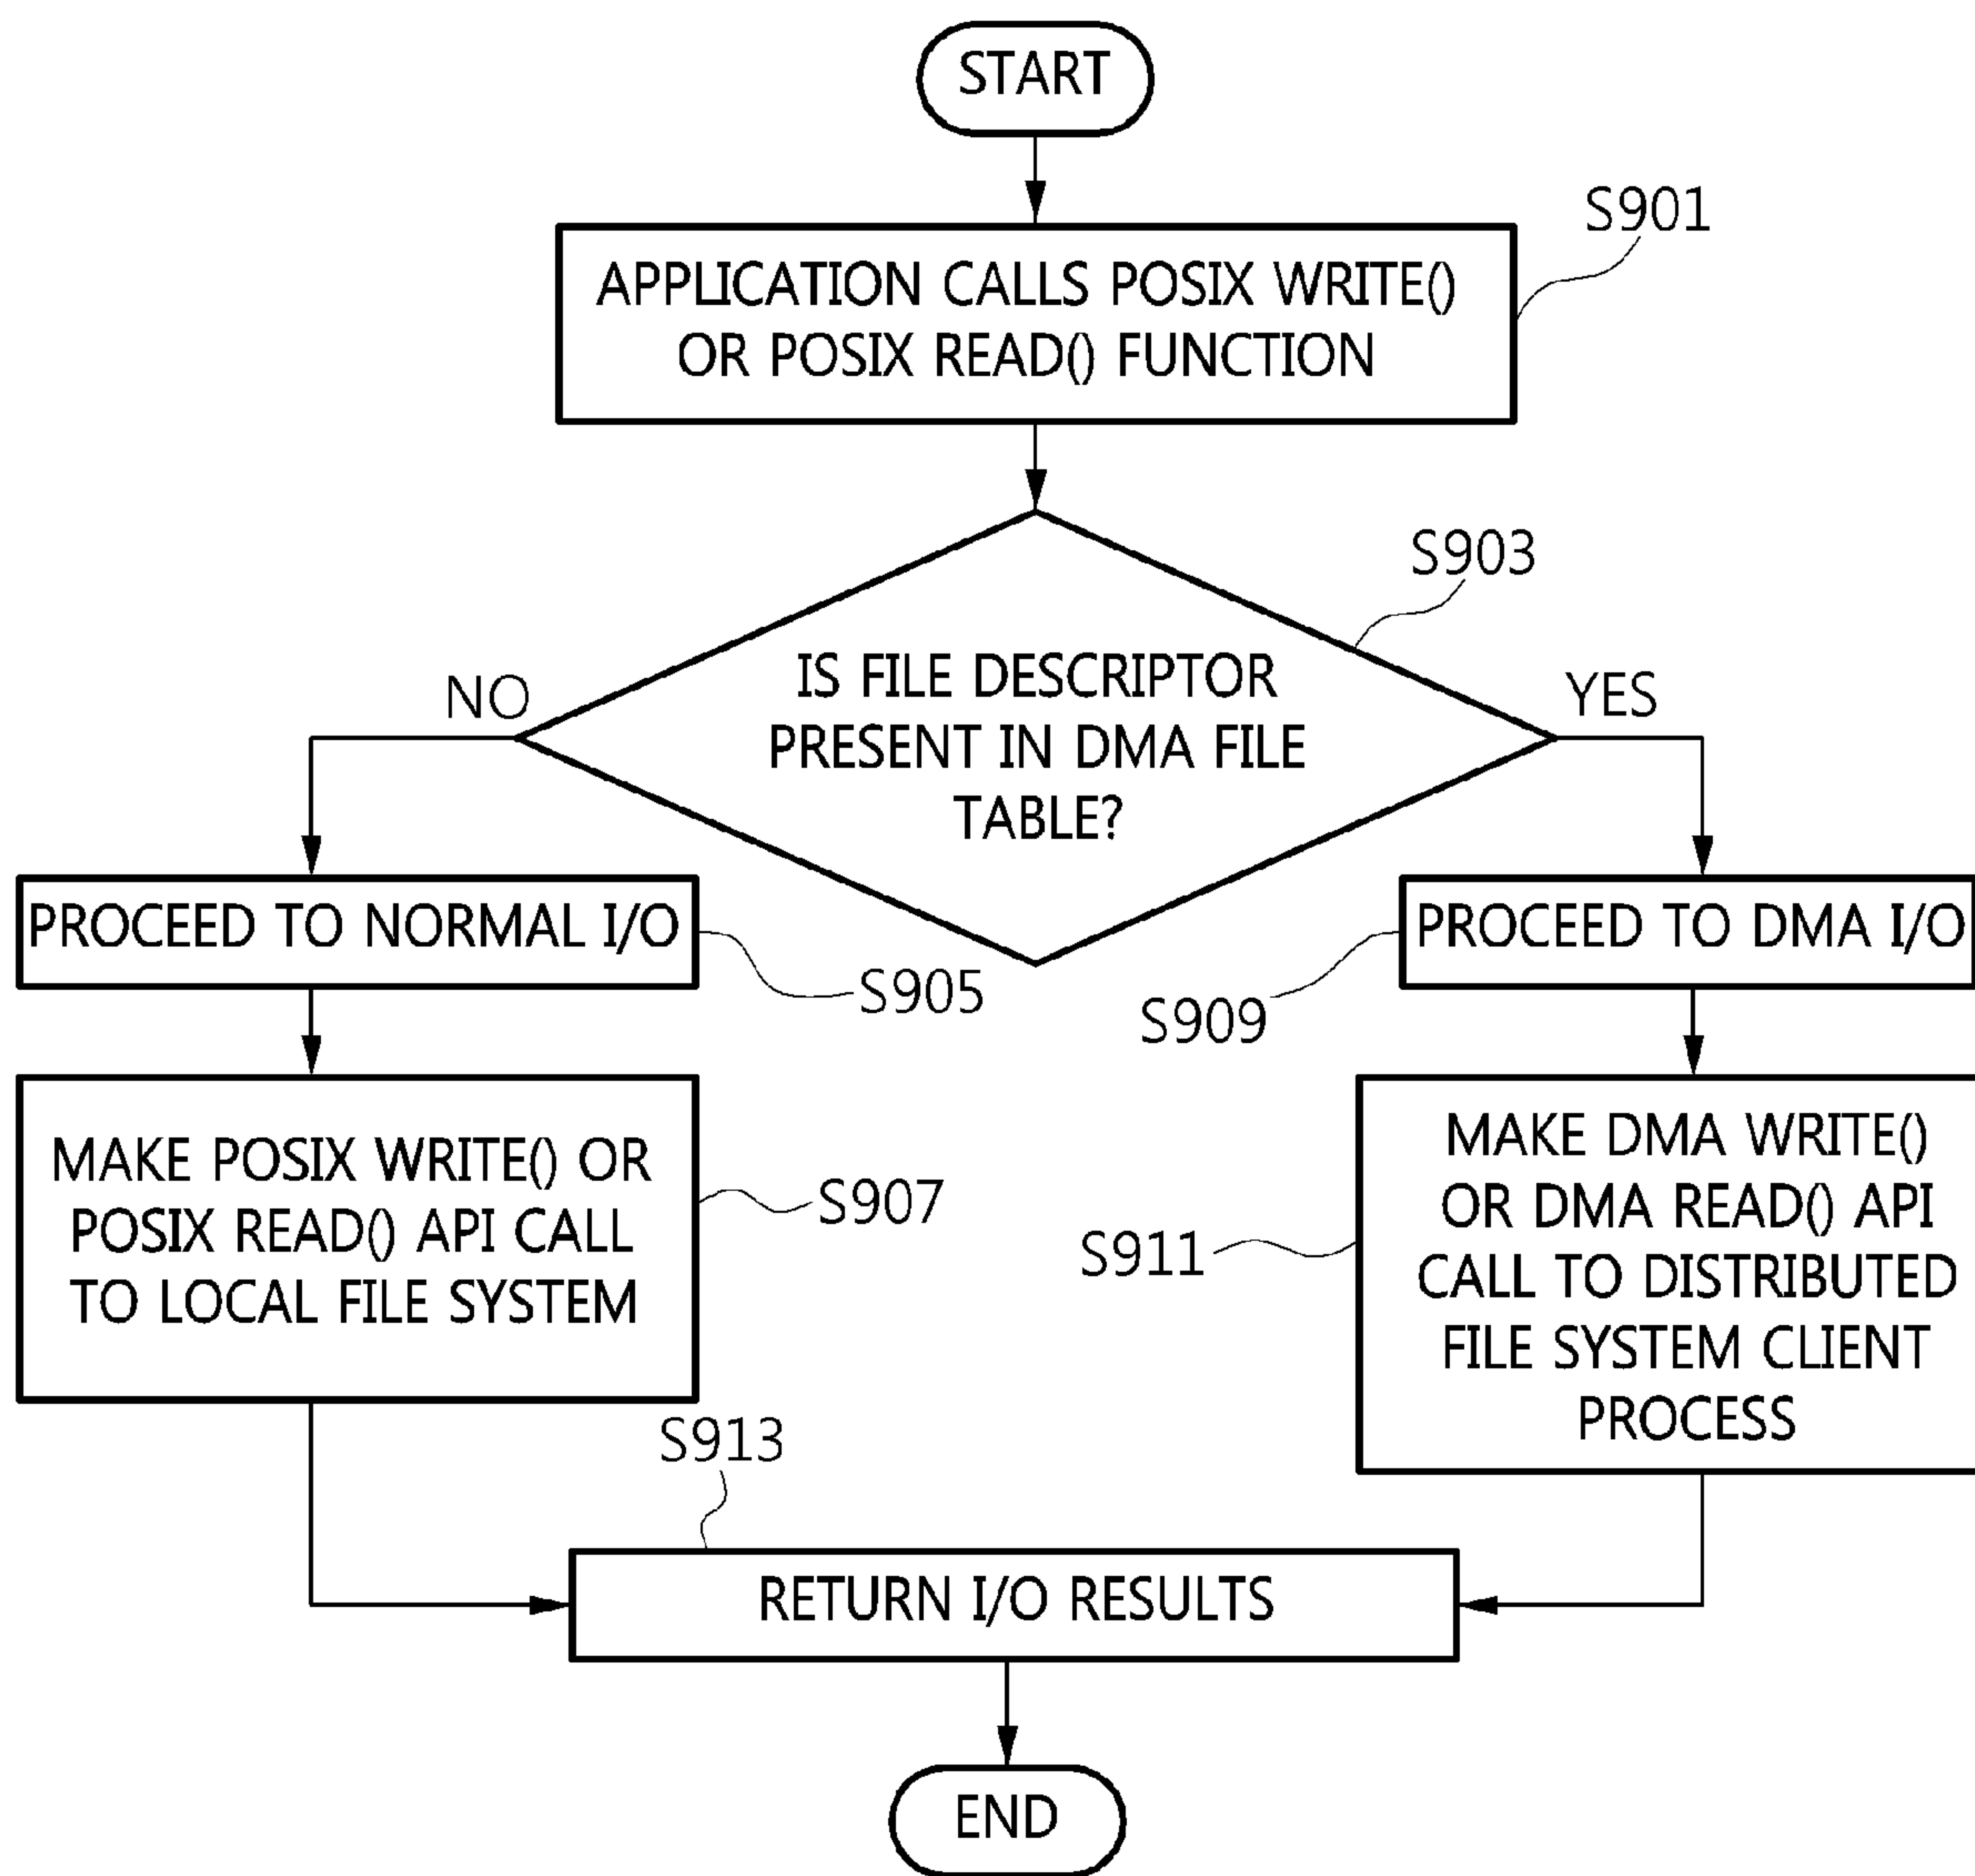 START
S901
APPLICATION CALLS POSIX WRITE()
OR POSIX READ() FUNCTION
S903
IS FILE DESCRIPTOR
PRESENT IN DMA FILE
TABLE?
NO
YES
PROCEED TO NORMAL I/O
S905
PROCEED TO DMA I/O
S909
MAKE POSIX WRITE() OR
POSIX READ() API CALL
TO LOCAL FILE SYSTEM
S907
MAKE DMA WRITE()
OR DMA READ() API
CALL TO DISTRIBUTED
FILE SYSTEM CLIENT
PROCESS
S911
S913
RETURN I/O RESULTS
END